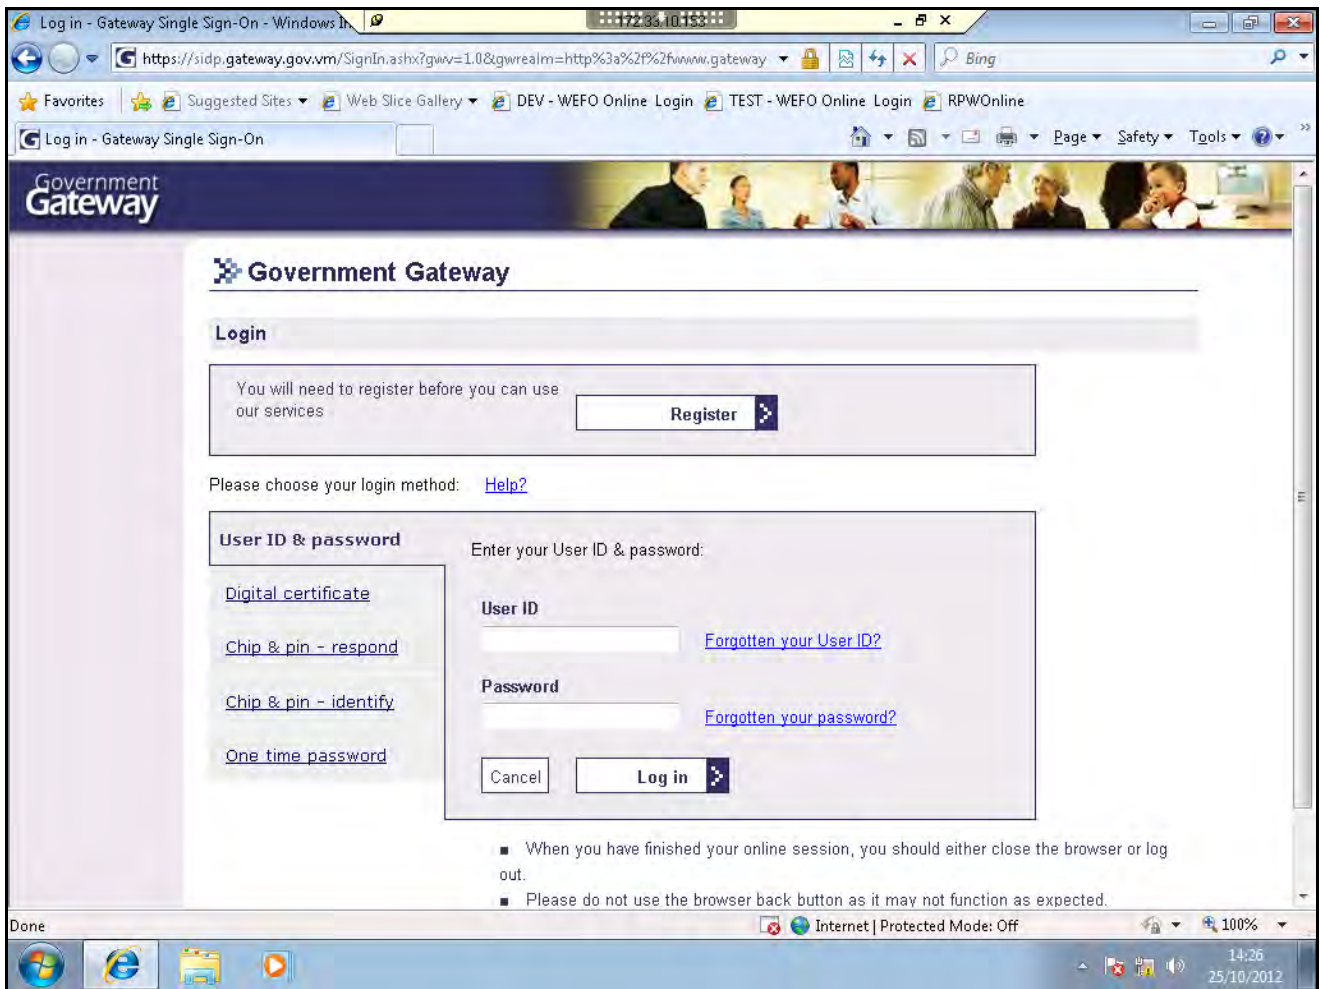 Log in - Gateway Single Sign-On - Windows In
172.33.10.153
https://sidp.gateway.gov.vm/SignIn.ashx?gwv=1.0&gwrealm=http%3a%2f%2fwww.gateway
Bing
Favorites Suggested Sites Web Slice Gallery DEV - WEFO Online Login TEST - WEFO Online Login RPWOnline
Log in - Gateway Single Sign-On
Page Safety Tools
Government
Gateway
Government Gateway
Login
You will need to register before you can use
our services
Register
Please choose your login method: Help?
User ID & password
Enter your User ID & password:
Digital certificate
User ID
Forgotten your User ID?
Chip & pin - respond
Password
Chip & pin - identify
Forgotten your password?
One time password
Cancel Log in
■ When you have finished your online session, you should either close the browser or log
out.
■ Please do not use the browser back button as it may not function as expected.
Done Internet | Protected Mode: Off 100%
14:26
25/10/2012